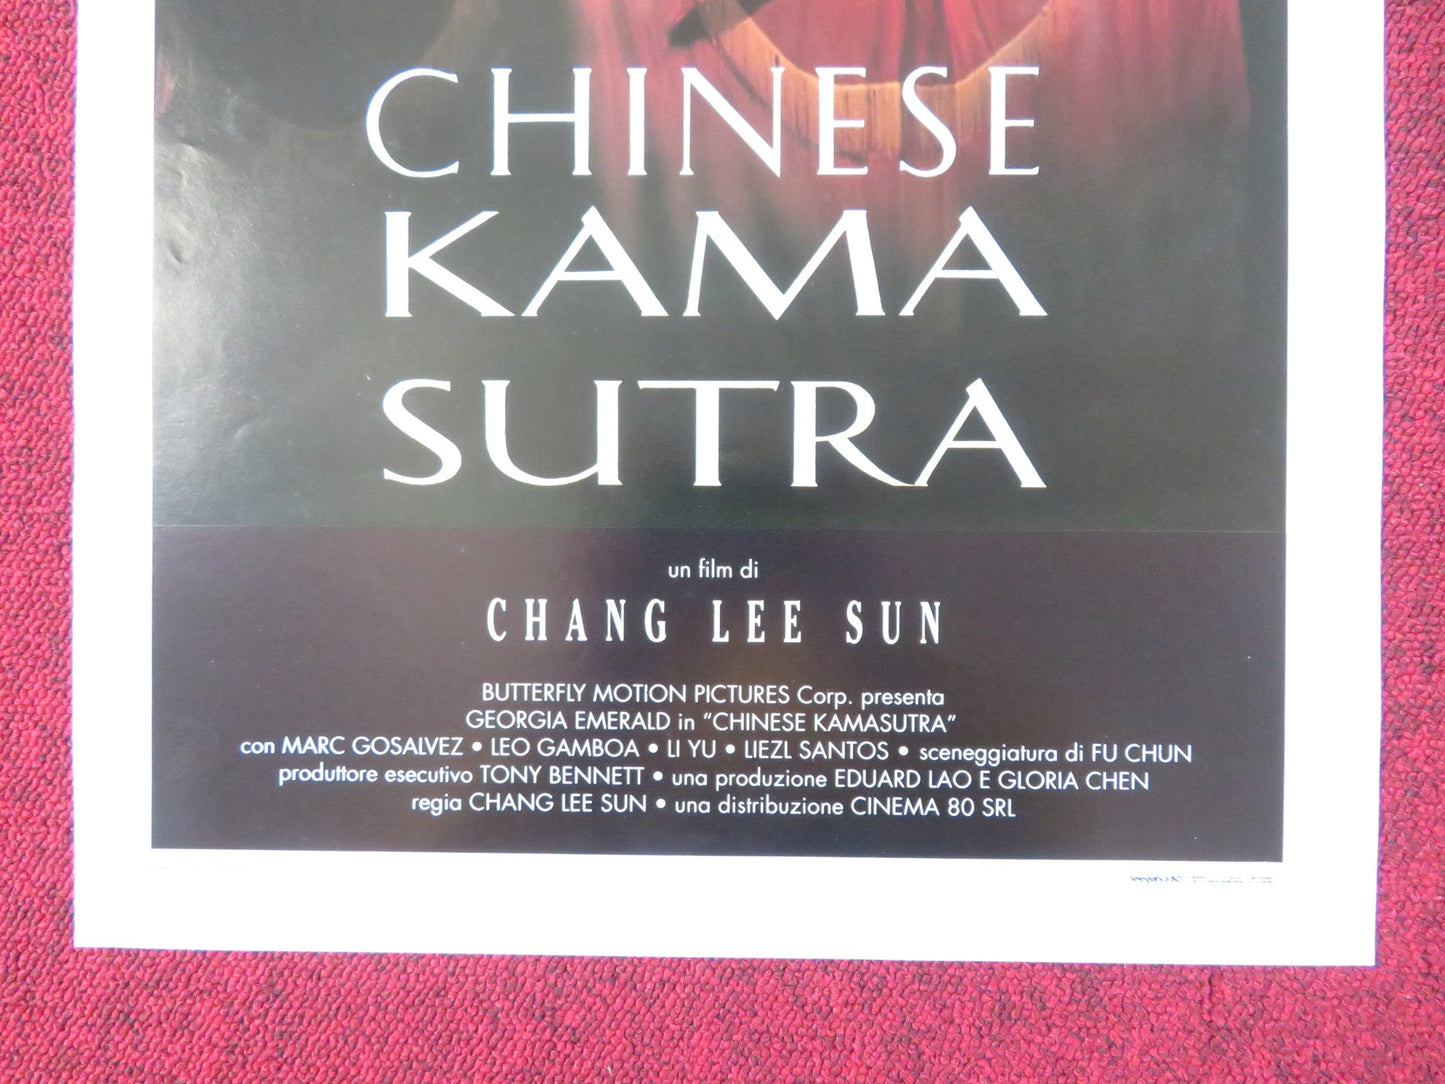 CHINESE
KAMA
SUTRA
un film di
CHANG LEE SUN
BUTTERFLY MOTION PICTURES Corp. presenta
GEORGIA EMERALD in "CHINESE KAMASUTRA"
con MARC GOSALVEZ • LEO GAMBOA • LI YU • LIEZL SANTOS • sceneggiatura di FU CHUN
produttore esecutivo TONY BENNETT • una produzione EDUARD LAO E GLORIA CHEN
regia CHANG LEE SUN • una distribuzione CINEMA 80 SRL